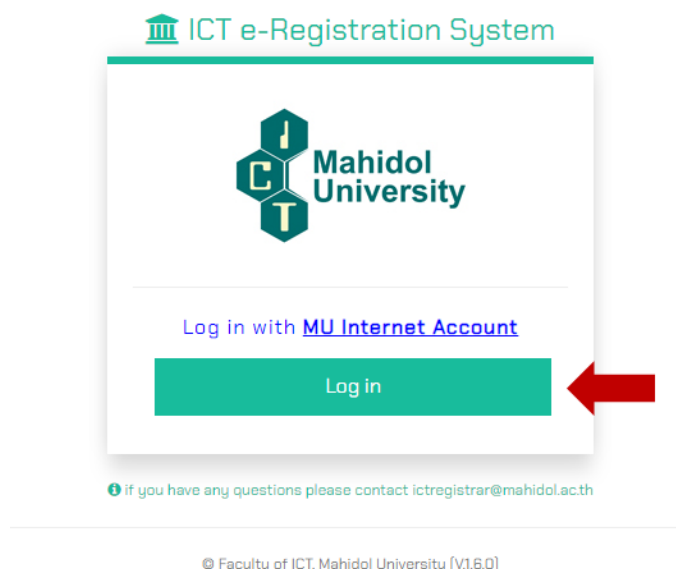 ICT e-Registration System
I
C
T
Mahidol
University
Log in with MU Internet Account
Log in
if you have any questions please contact ictregistrar@mahidol.ac.th
© Faculty of ICT, Mahidol University (V.1.6.0)